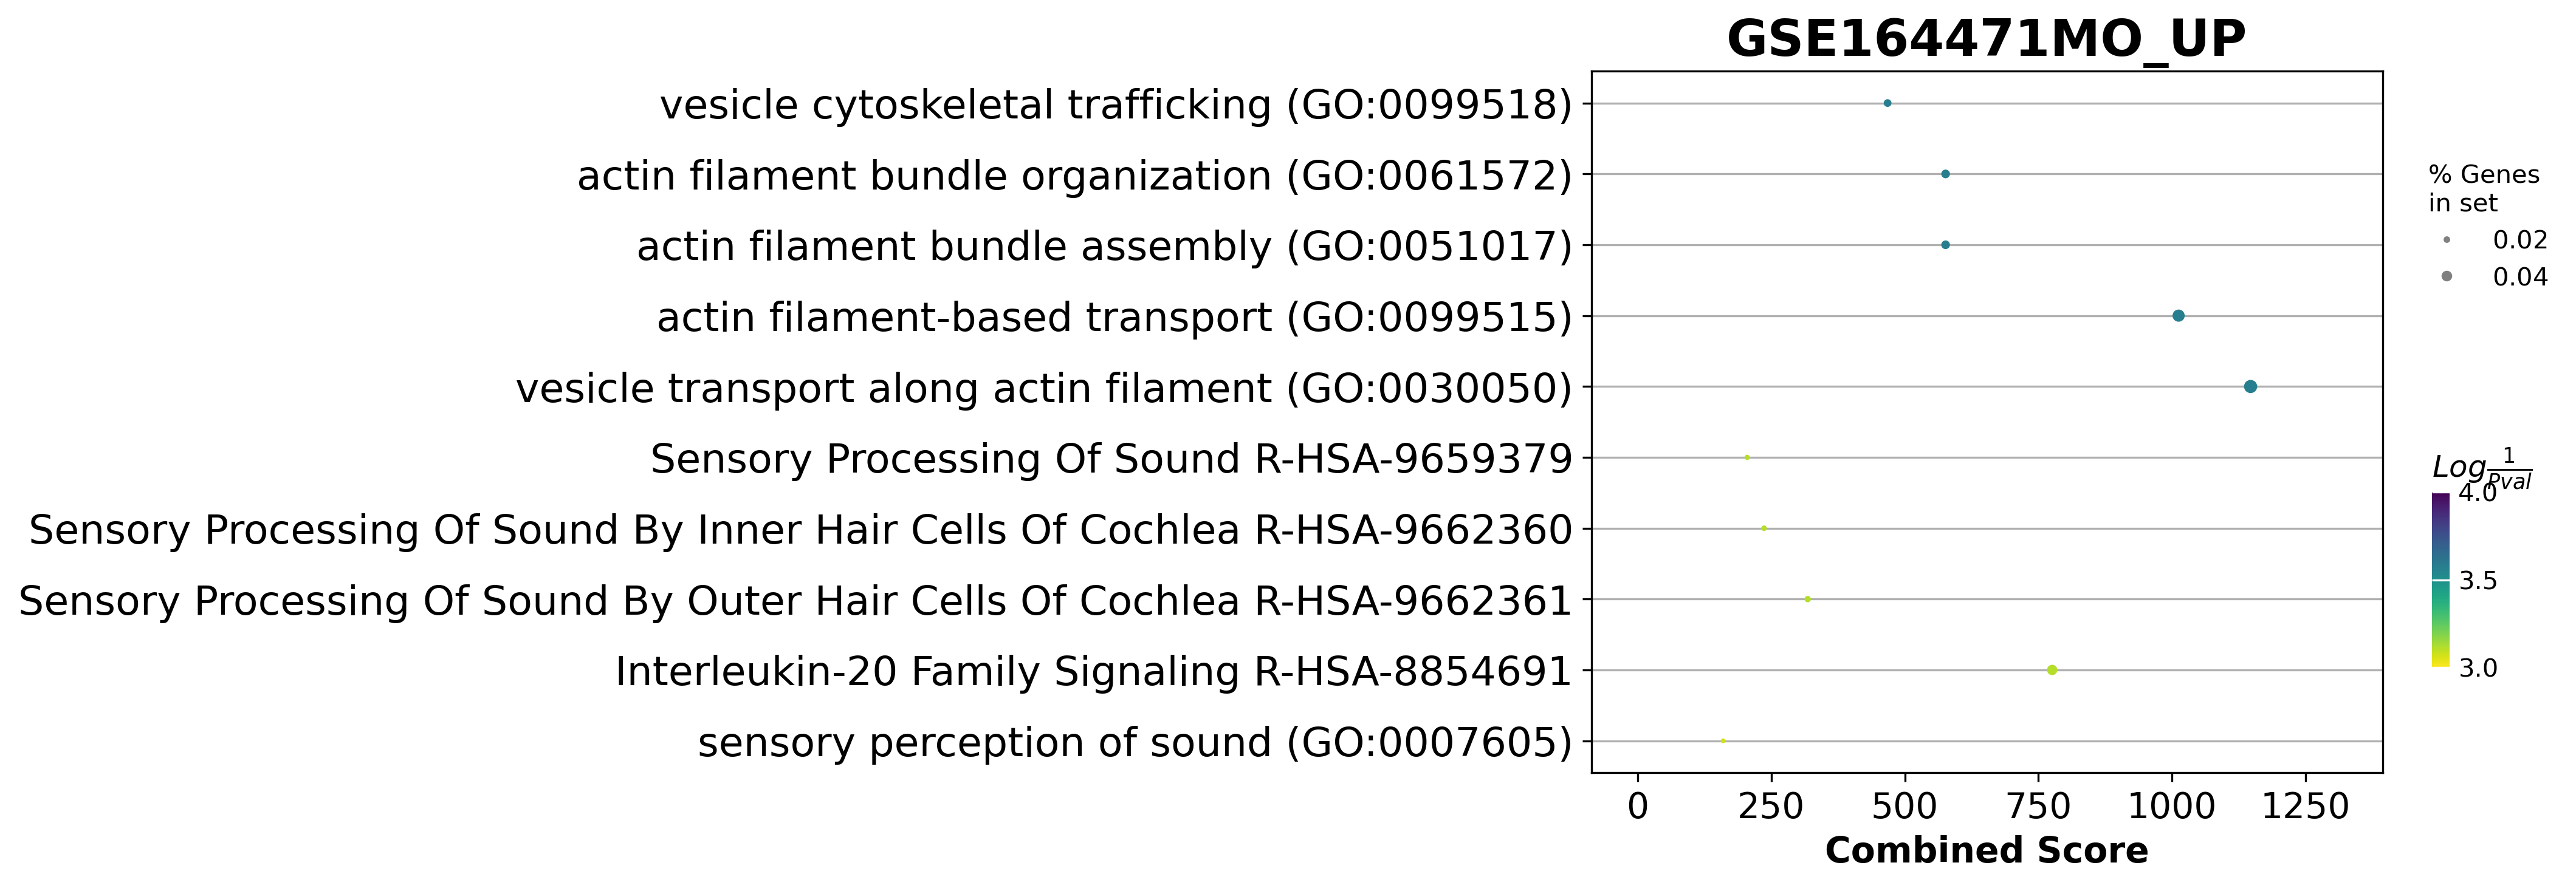 GSE164471MO_UP
vesicle cytoskeletal trafficking (GO:0099518)
actin filament bundle organization (GO:0061572)
actin filament bundle assembly (GO:0051017)
actin filament-based transport (GO:0099515)
vesicle transport along actin filament (GO:0030050)
Sensory Processing Of Sound R-HSA-9659379
Sensory Processing Of Sound By Inner Hair Cells Of Cochlea R-HSA-9662360
Sensory Processing Of Sound By Outer Hair Cells Of Cochlea R-HSA-9662361
Interleukin-20 Family Signaling R-HSA-8854691
sensory perception of sound (GO:0007605)
0 250 500 750 1000 1250
Combined Score
% Genes
in set
0.02
0.04
Log 1/Pval
4.0
3.5
3.0